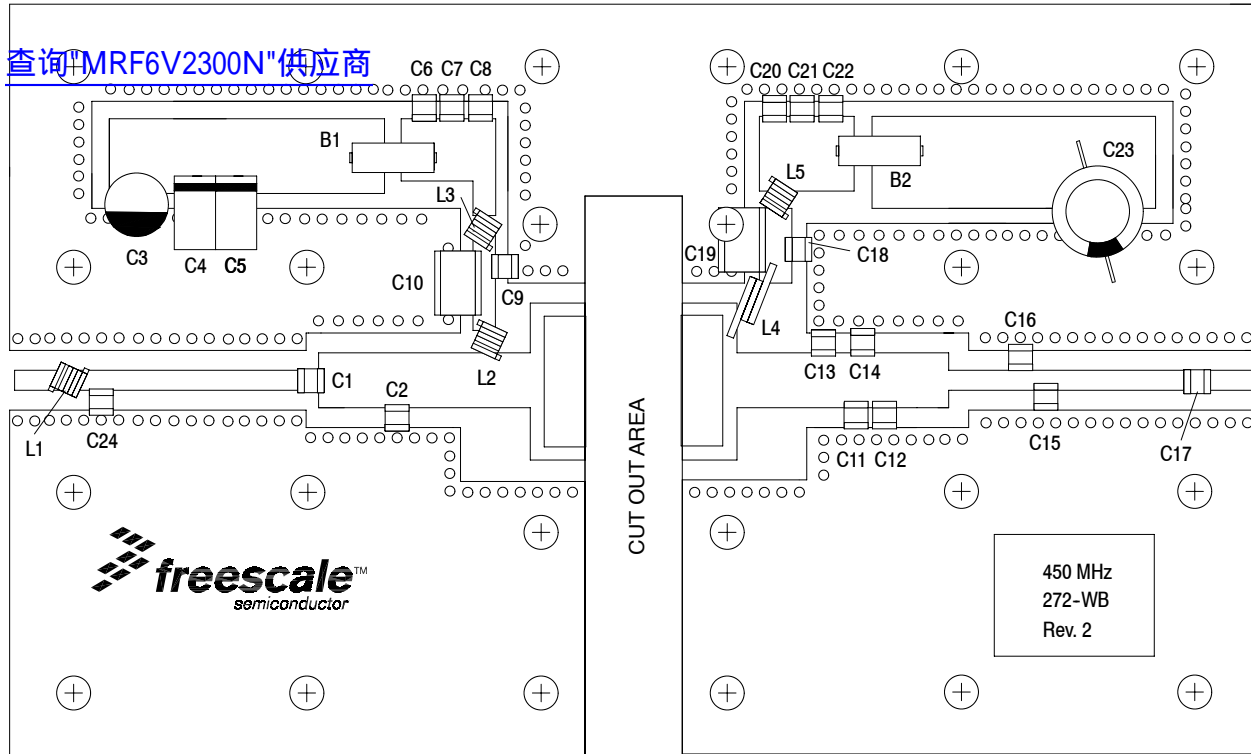 查询"MRF6V2300N"供应商
C6 C7 C8
C20 C21 C22
B1
B2
C23
L3
L5
C3
C4
C5
C10
C9
C19
C18
L4
L2
C16
C13
C14
C1
C2
L1
C24
C11
C12
C15
C17
CUT OUT AREA
freescale™
semiconductor
450 MHz
272-WB
Rev. 2